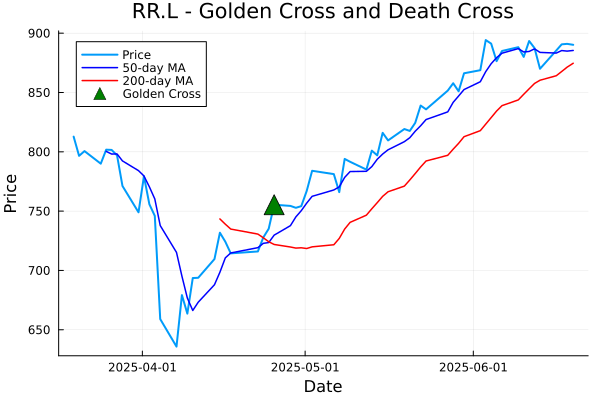 RR.L - Golden Cross and Death Cross
Price
50-day MA
200-day MA
Golden Cross
900
850
800
750
700
650
Price
2025-04-01
2025-05-01
2025-06-01
Date